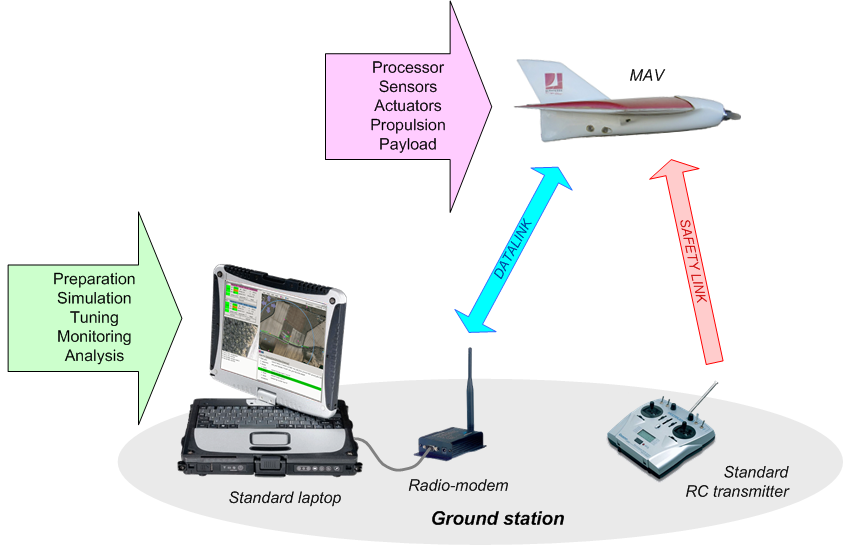 Processor
Sensors
Actuators
Propulsion
Payload
MAV
DATALINK
SAFETY LINK
Preparation
Simulation
Tuning
Monitoring
Analysis
Standard laptop
Radio-modem
Standard
RC transmitter
Ground station